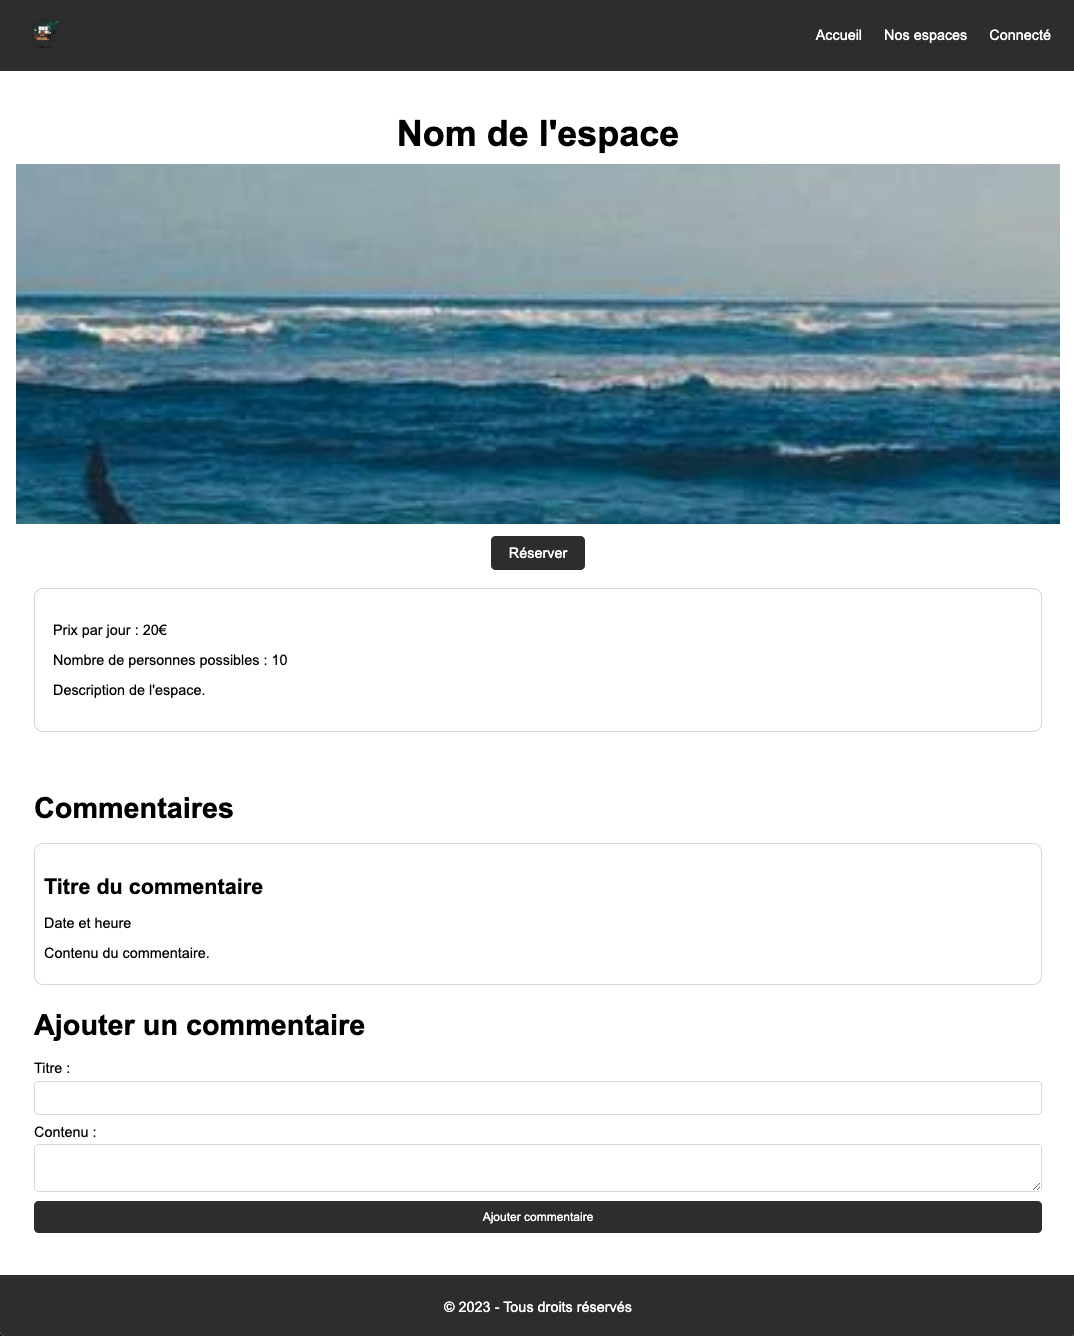 Accueil Nos espaces Connecté
Nom de l'espace
Réserver
Prix par jour : 20€
Nombre de personnes possibles : 10
Description de l'espace.
Commentaires
Titre du commentaire
Date et heure
Contenu du commentaire.
Ajouter un commentaire
Titre :
Contenu :
Ajouter commentaire
© 2023 - Tous droits réservés